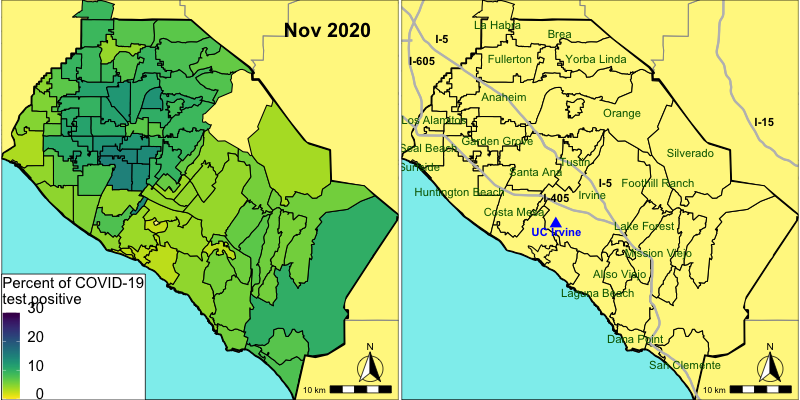 Nov 2020
Percent of COVID-19
test positive
30
20
10
0
N
10 km
La Habra
Brea
I-5
Fullerton
Yorba Linda
I-605
Anaheim
Orange
Los Alamitos
I-15
Garden Grove
Seal Beach
Silverado
Tustin
Sunside
Santa Ana
I-5
Foothill Ranch
Huntington Beach
Irvine
I-405
Costa Mesa
UC Irvine
Lake Forest
Mission Viejo
Aliso Viejo
Laguna Beach
Dana Point
San Clemente
N
10 km